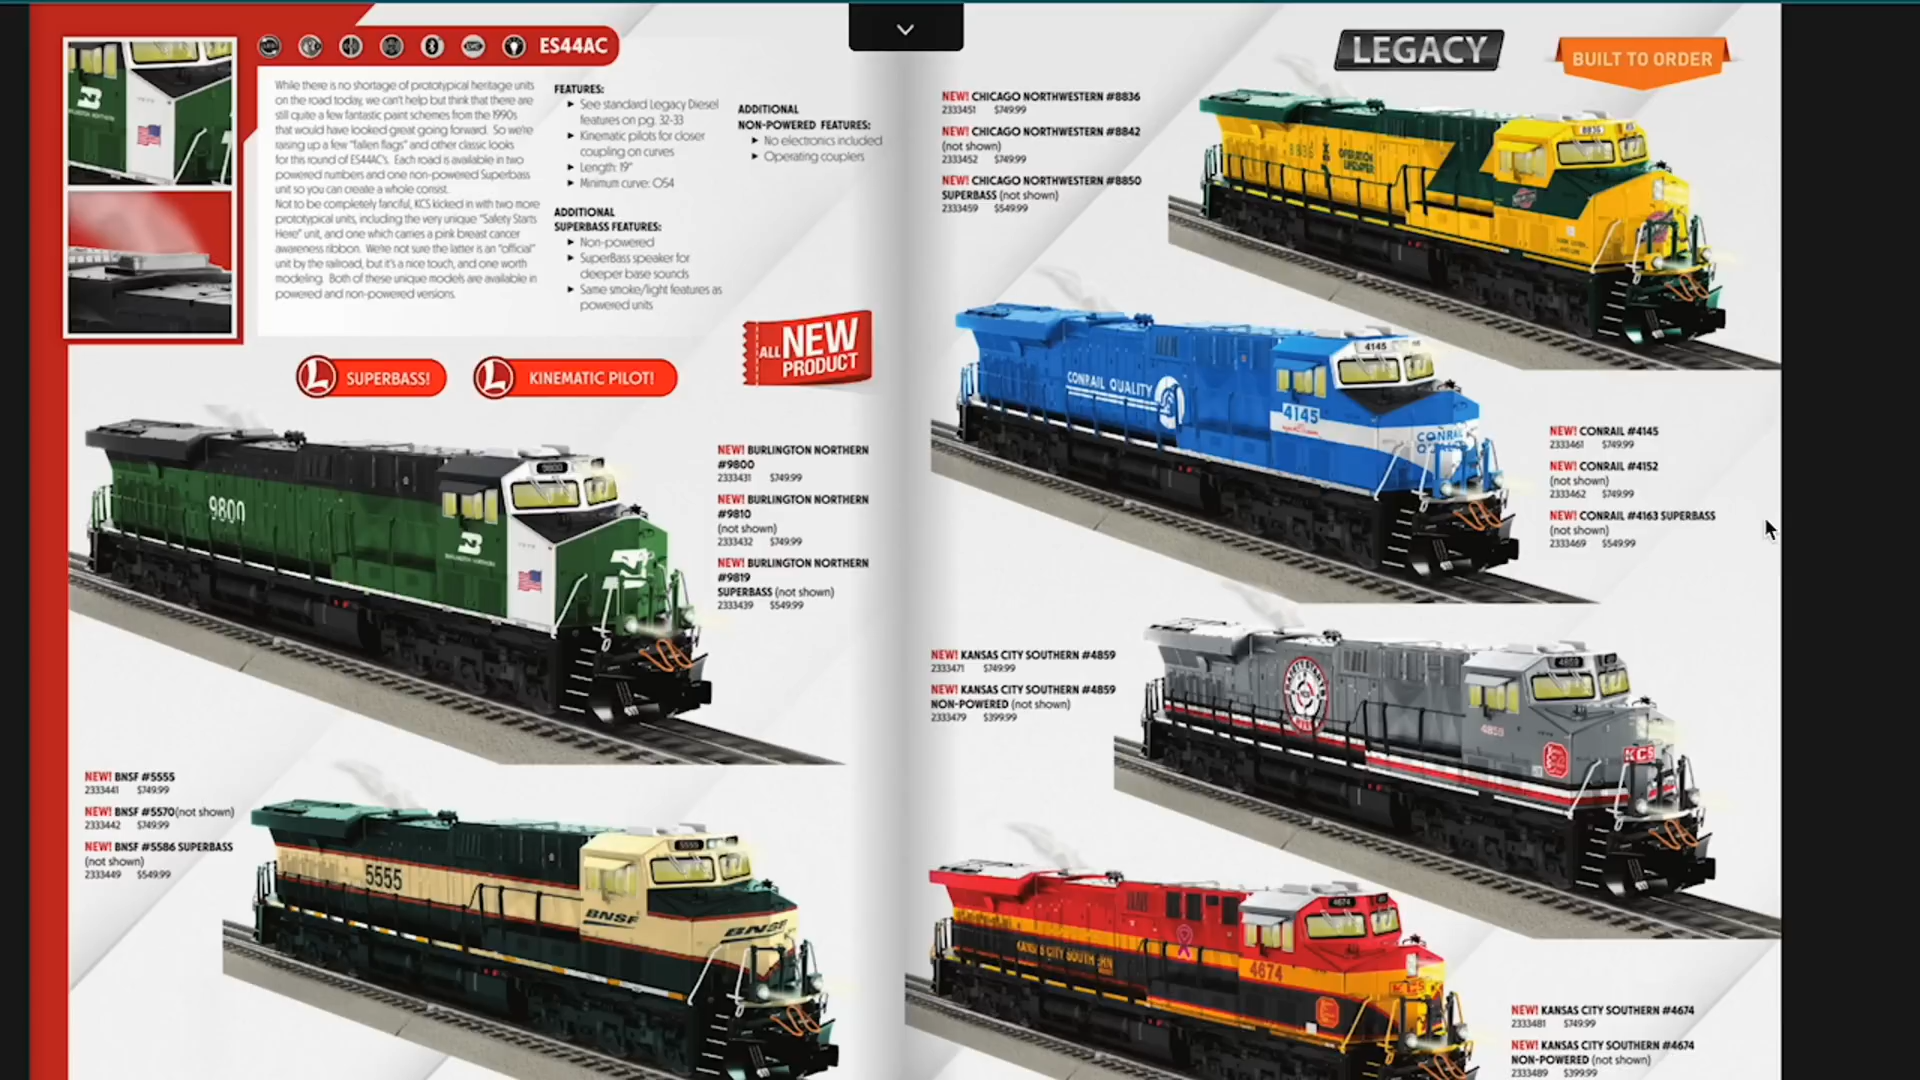 ES44AC
While there is no shortage of prototypical heritage units
on the road today, we can't help but think that there are
still quite a few fantastic paint schemes from the 1990s
that would have looked great going forward. So we're
raising up a few "fallen flags" and other classic looks
for this round of ES44AC's. Each road is available in two
powered numbers and one non-powered Superbass
unit so you can create a whole consist.
Not to be completely fanciful, KCS kicked in with two more
prototypical units, including the very unique "Safety Starts
Here" unit, and one which carries a pink breast cancer
awareness ribbon. We're not sure the latter is an "official"
unit by the railroad, but it's a nice touch, and one worth
modeling. Both of these unique models are available in
powered and non-powered versions.
FEATURES:
► See standard Legacy Diesel
features on pg. 32-33
► Kinematic pilots for closer
coupling on curves
► Length: 19"
► Minimum curve: O54
ADDITIONAL
SUPERBASS FEATURES:
► Non-powered
► SuperBass speaker for
deeper base sounds
► Same smoke/light features as
powered units
ADDITIONAL
NON-POWERED FEATURES:
► No electronics included
► Operating couplers
L SUPERBASS!
L KINEMATIC PILOT!
ALL NEW
PRODUCT
NEW! BURLINGTON NORTHERN
#9800
2333431 $749.99
NEW! BURLINGTON NORTHERN
#9810
(not shown)
2333432 $749.99
NEW! BURLINGTON NORTHERN
#9819
SUPERBASS (not shown)
2333439 $549.99
9800
9800
NEW! BNSF #5555
2333441 $749.99
NEW! BNSF #5570(not shown)
2333442 $749.99
NEW! BNSF #5586 SUPERBASS
(not shown)
2333449 $549.99
5555
5555
BNSF
BNSF
LEGACY
BUILT TO ORDER
NEW! CHICAGO NORTHWESTERN #8836
2333451 $749.99
NEW! CHICAGO NORTHWESTERN #8842
(not shown)
2333452 $749.99
NEW! CHICAGO NORTHWESTERN #8850
SUPERBASS (not shown)
2333459 $549.99
8836
8836
OPERATION
LIFESAVER
4145
CONRAIL QUALITY
4145
CONRAIL
QUALITY
NEW! CONRAIL #4145
2333461 $749.99
NEW! CONRAIL #4152
(not shown)
2333462 $749.99
NEW! CONRAIL #4163 SUPERBASS
(not shown)
2333469 $549.99
NEW! KANSAS CITY SOUTHERN #4859
2333471 $749.99
NEW! KANSAS CITY SOUTHERN #4859
NON-POWERED (not shown)
2333479 $399.99
4859
4859
KCS
4674
KANSAS CITY SOUTHERN
4674
KCS
NEW! KANSAS CITY SOUTHERN #4674
2333481 $749.99
NEW! KANSAS CITY SOUTHERN #4674
NON-POWERED (not shown)
2333489 $399.99